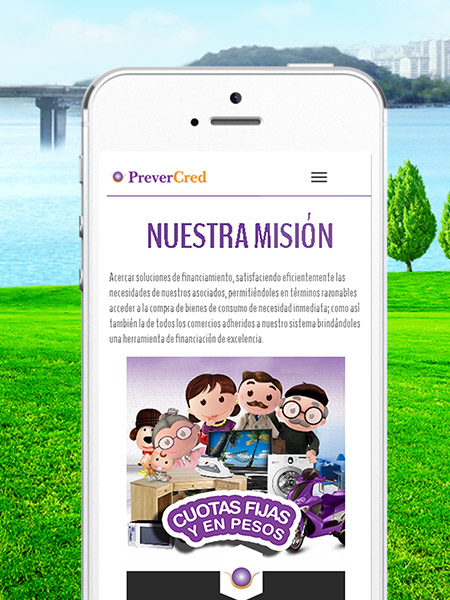 PreverCred
NUESTRA MISIÓN
Acercar soluciones de financiamiento, satisfaciendo eficientemente las
necesidades de nuestros asociados, permitiéndoles en términos razonables
acceder a la compra de bienes de consumo de necesidad inmediata; como así
también la de todos los comercios adheridos a nuestro sistema brindándoles
una herramienta de financiación de excelencia.
CUOTAS FIJAS
Y EN PESOS